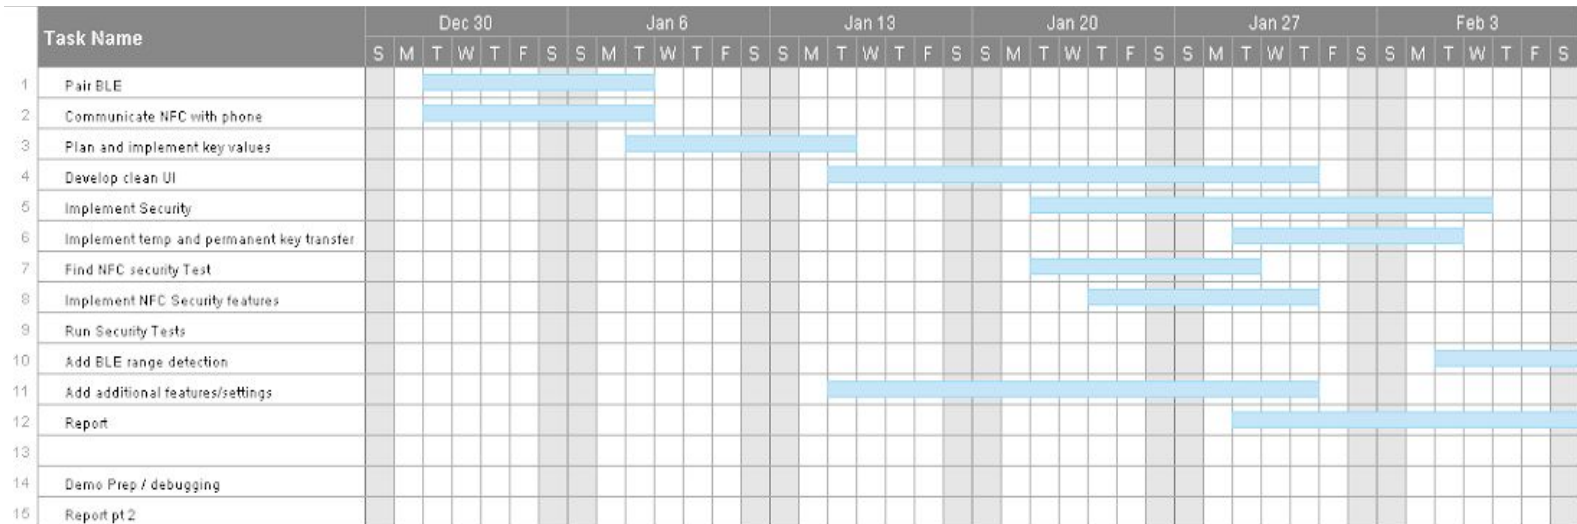 Task Name Dec 30 Jan 6 Jan 13 Jan 20 Jan 27 Feb 3
S M T W T F S S M T W T F S S M T W T F S S M T W T F S S M T W T F S S M T W T F S
1 Pair BLE
2 Communicate NFC with phone
3 Plan and implement key values
4 Develop clean UI
5 Implement Security
6 Implement temp and permanent key transfer
7 Find NFC security Test
8 Implement NFC Security features
9 Run Security Tests
10 Add BLE range detection
11 Add additional features/settings
12 Report
13
14 Demo Prep / debugging
15 Report pt 2